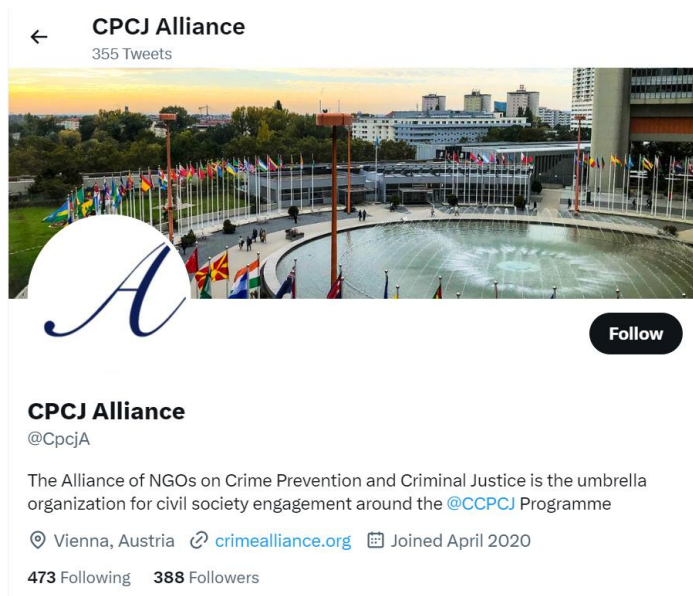 CPCJ Alliance
355 Tweets
A
Follow
CPCJ Alliance
@CpcjA
The Alliance of NGOs on Crime Prevention and Criminal Justice is the umbrella
organization for civil society engagement around the @CCPCJ Programme
Vienna, Austria crimealliance.org Joined April 2020
473 Following 388 Followers